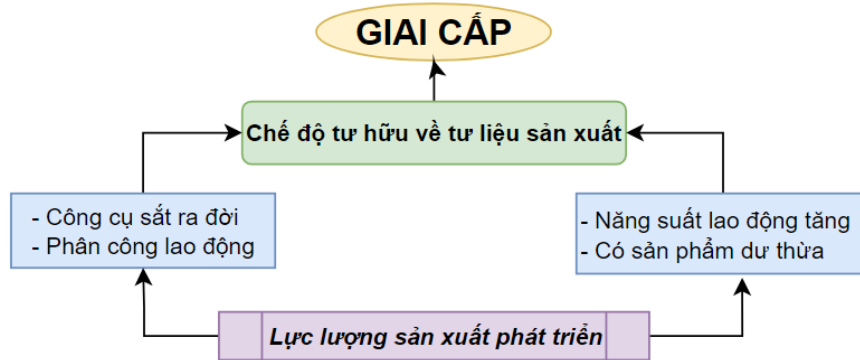 GIAI CẤP
Chế độ tư hữu về tư liệu sản xuất
- Công cụ sắt ra đời
- Phân công lao động
- Năng suất lao động tăng
- Có sản phẩm dư thừa
Lực lượng sản xuất phát triển